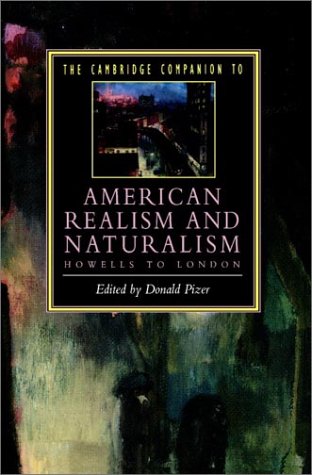 THE CAMBRIDGE COMPANION TO
AMERICAN
REALISM AND
NATURALISM
HOWELLS TO LONDON
Edited by Donald Pizer